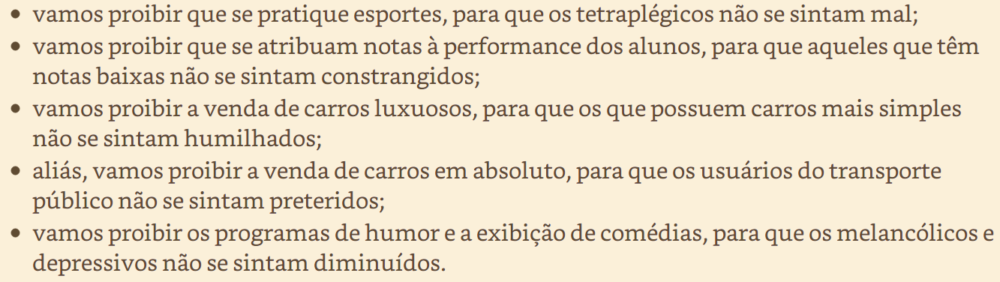 • vamos proibir que se pratique esportes, para que os tetraplégicos não se sintam mal;
• vamos proibir que se atribuam notas à performance dos alunos, para que aqueles que têm
notas baixas não se sintam constrangidos;
• vamos proibir a venda de carros luxuosos, para que os que possuem carros mais simples
não se sintam humilhados;
• aliás, vamos proibir a venda de carros em absoluto, para que os usuários do transporte
público não se sintam preteridos;
• vamos proibir os programas de humor e a exibição de comédias, para que os melancólicos e
depressivos não se sintam diminuídos.